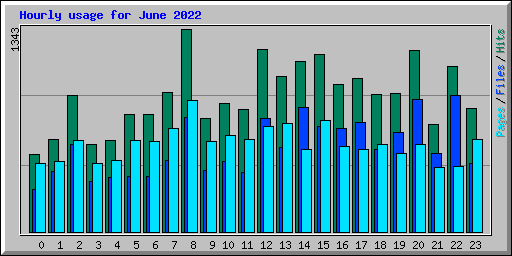 Hourly usage for June 2022
1343
Pages/Files/Hits
0 1 2 3 4 5 6 7 8 9 10 11 12 13 14 15 16 17 18 19 20 21 22 23